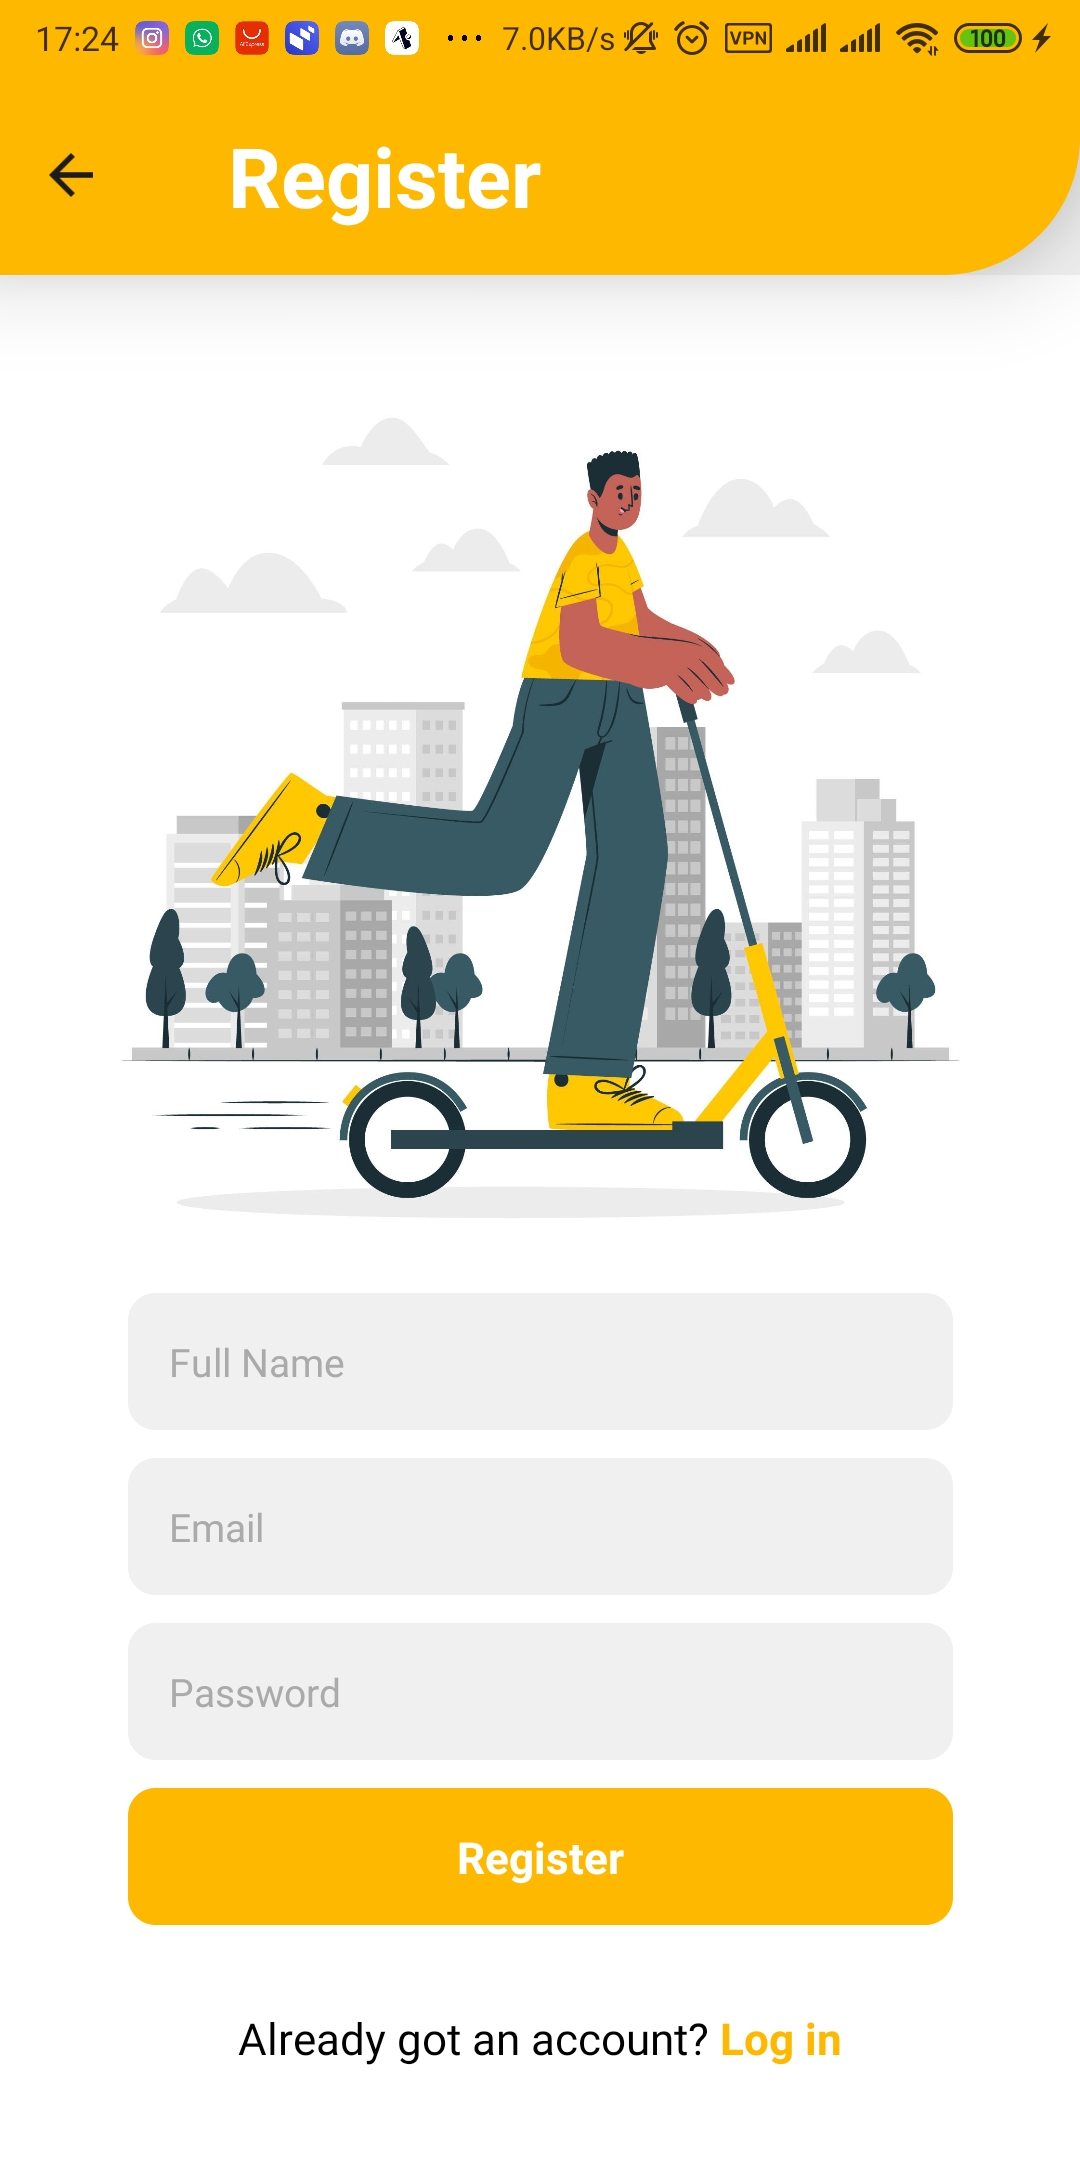 17:24 7.0KB/s VPN 100
Register
Full Name
Email
Password
Register
Already got an account? Log in